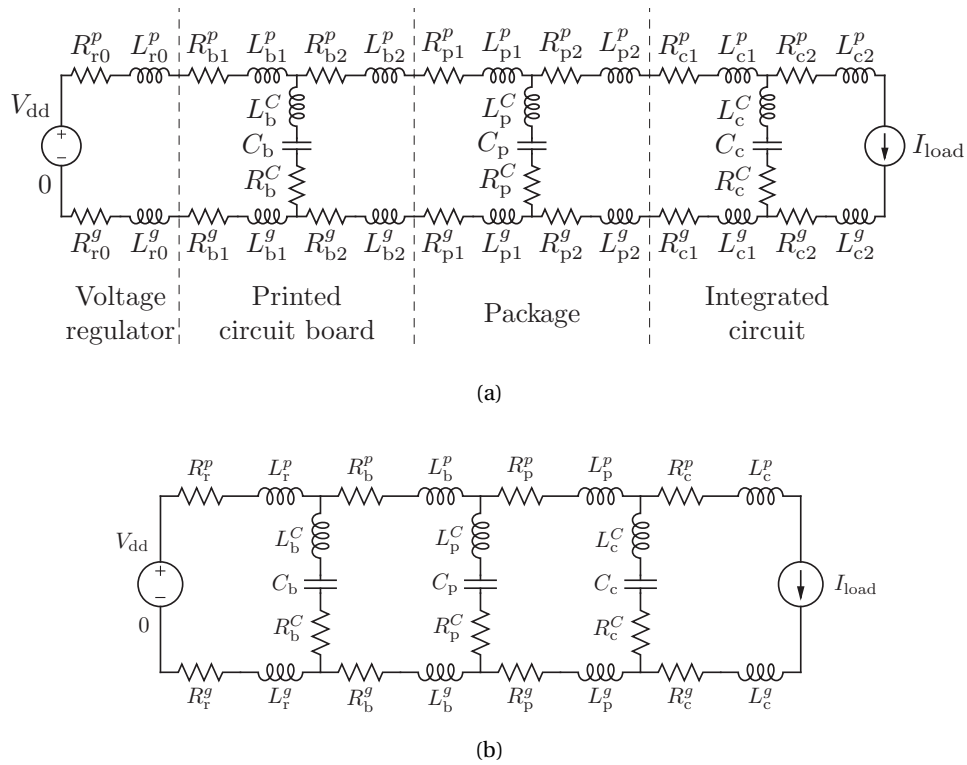 R^p_r0 L^p_r0 R^p_b1 L^p_b1 R^p_b2 L^p_b2 R^p_p1 L^p_p1 R^p_p2 L^p_p2 R^p_c1 L^p_c1 R^p_c2 L^p_c2
V_dd
+
−
0
L^C_b L^C_p L^C_c
C_b C_p C_c
R^C_b R^C_p R^C_c
I_load
R^g_r0 L^g_r0 R^g_b1 L^g_b1 R^g_b2 L^g_b2 R^g_p1 L^g_p1 R^g_p2 L^g_p2 R^g_c1 L^g_c1 R^g_c2 L^g_c2
Voltage
regulator
Printed
circuit board
Package
Integrated
circuit
(a)
R^p_r L^p_r R^p_b L^p_b R^p_p L^p_p R^p_c L^p_c
V_dd
+
−
0
L^C_b L^C_p L^C_c
C_b C_p C_c
R^C_b R^C_p R^C_c
I_load
R^g_r L^g_r R^g_b L^g_b R^g_p L^g_p R^g_c L^g_c
(b)